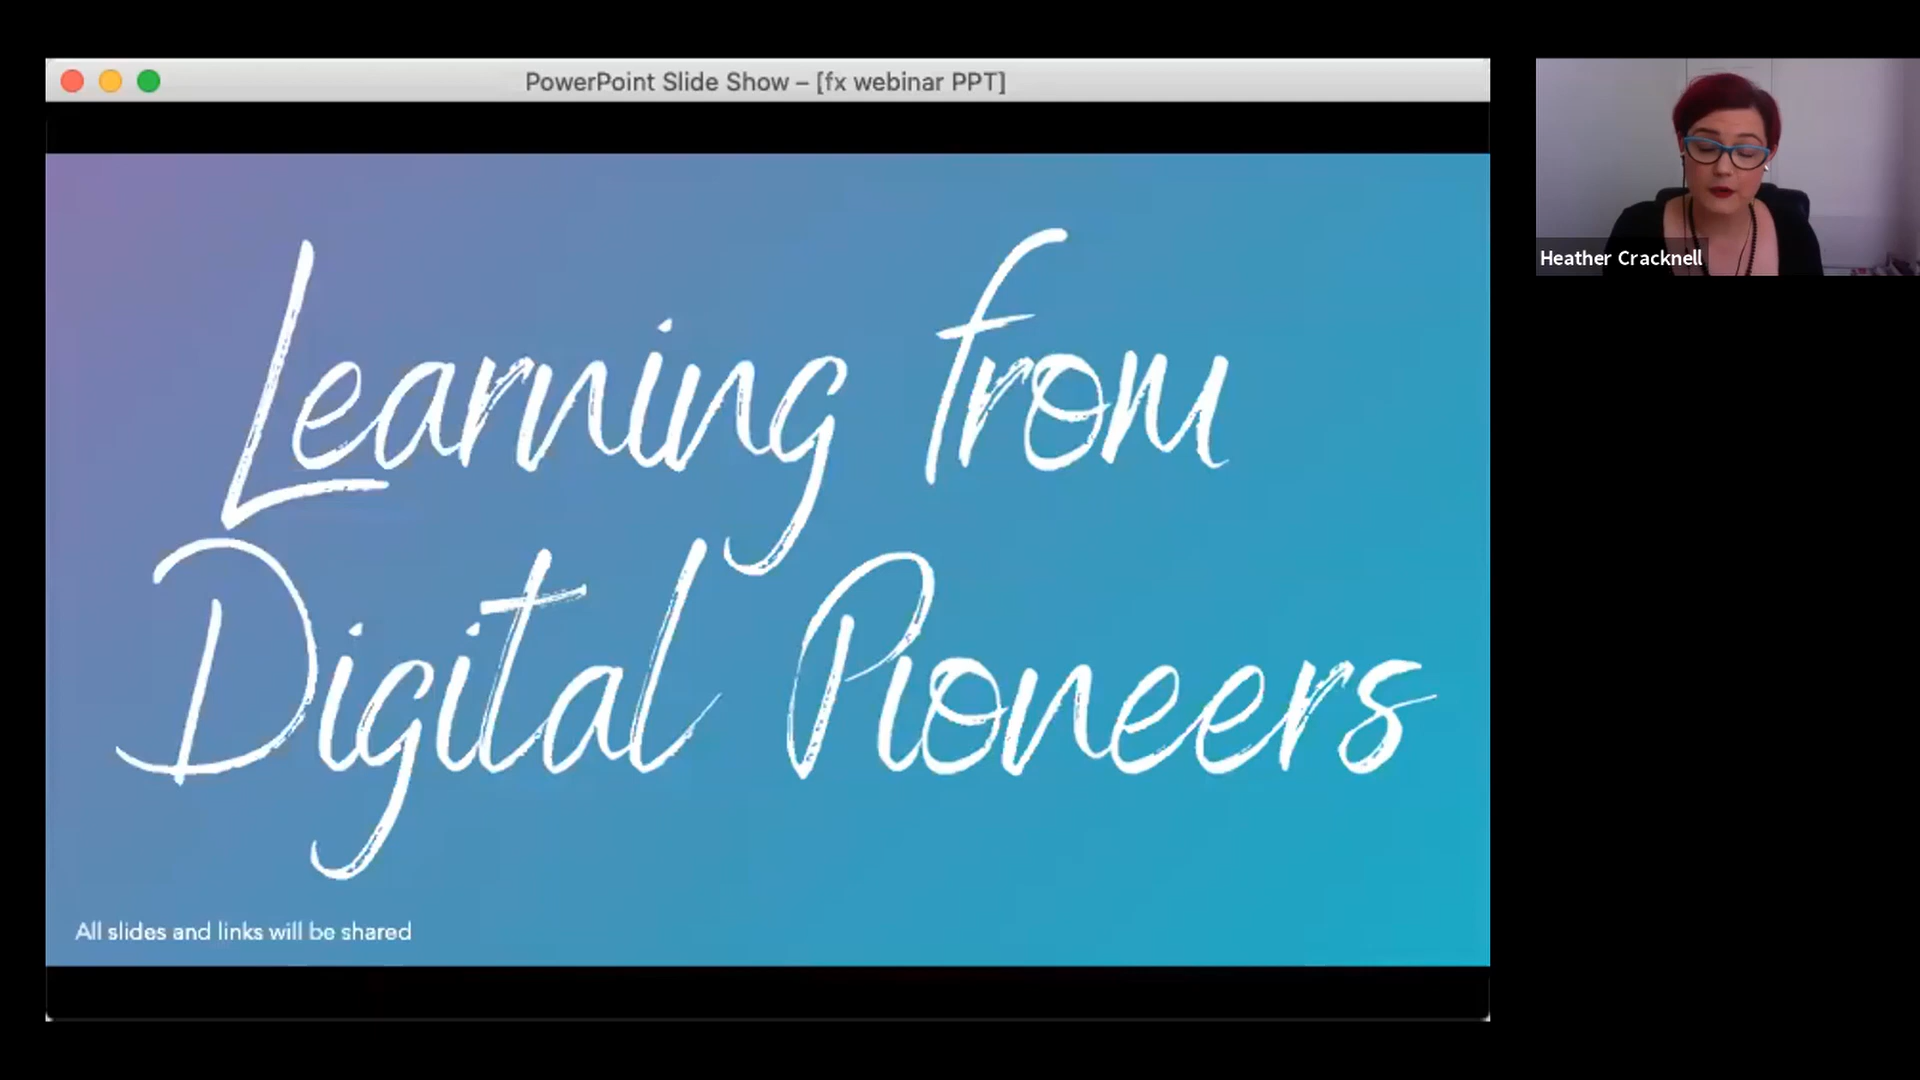 PowerPoint Slide Show – [fx webinar PPT]
Learning from
Digital Pioneers
All slides and links will be shared
Heather Cracknell